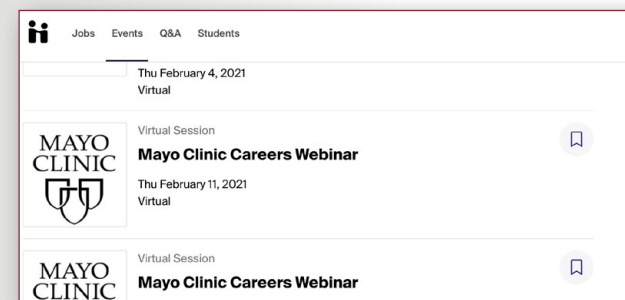 Jobs Events Q&A Students
Thu February 4, 2021
Virtual
MAYO
CLINIC
Virtual Session
Mayo Clinic Careers Webinar
Thu February 11, 2021
Virtual
MAYO
CLINIC
Virtual Session
Mayo Clinic Careers Webinar